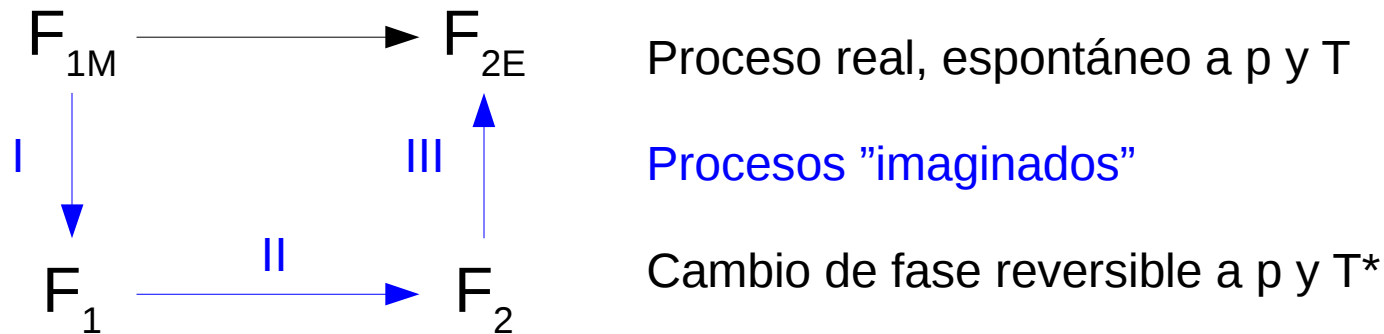 F1M F2E Proceso real, espontáneo a p y T
I III Procesos ”imaginados”
II
F1 F2 Cambio de fase reversible a p y T*